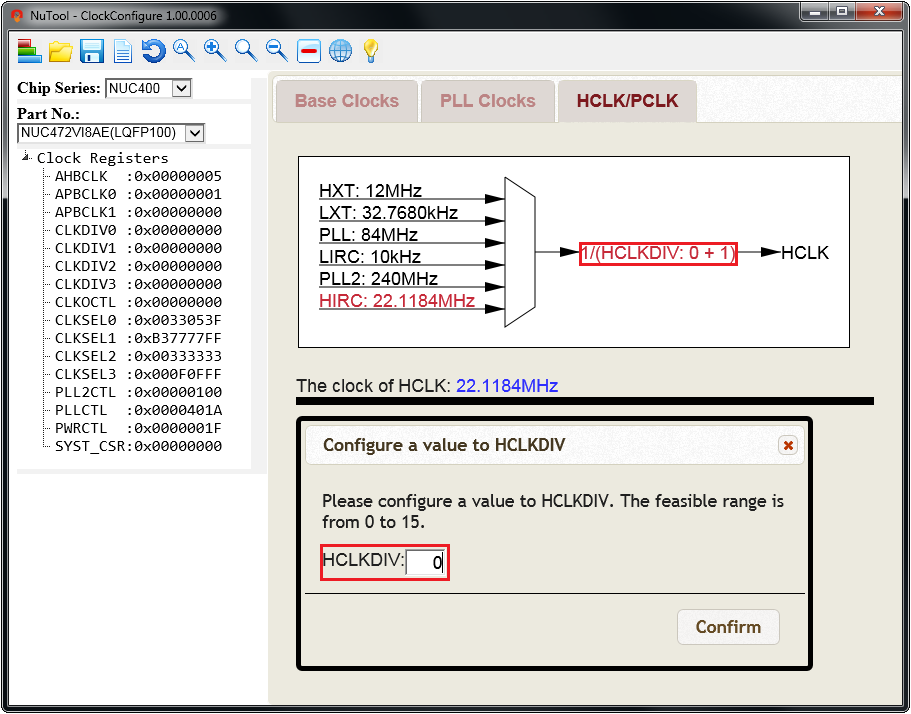 NuTool - ClockConfigure 1.00.0006
Chip Series: NUC400
Part No.:
NUC472VI8AE(LQFP100)
Clock Registers
AHBCLK :0x00000005
APBCLK0 :0x00000001
APBCLK1 :0x00000000
CLKDIV0 :0x00000000
CLKDIV1 :0x00000000
CLKDIV2 :0x00000000
CLKDIV3 :0x00000000
CLKOCTL :0x00000000
CLKSEL0 :0x0033053F
CLKSEL1 :0xB37777FF
CLKSEL2 :0x00333333
CLKSEL3 :0x000F0FFF
PLL2CTL :0x00000100
PLLCTL :0x0000401A
PWRCTL :0x0000001F
SYST_CSR:0x00000000
Base Clocks PLL Clocks HCLK/PCLK
HXT: 12MHz
LXT: 32.7680kHz
PLL: 84MHz
LIRC: 10kHz
PLL2: 240MHz
HIRC: 22.1184MHz
1/(HCLKDIV: 0 + 1)
HCLK
The clock of HCLK: 22.1184MHz
Configure a value to HCLKDIV
Please configure a value to HCLKDIV. The feasible range is
from 0 to 15.
HCLKDIV: 0
Confirm